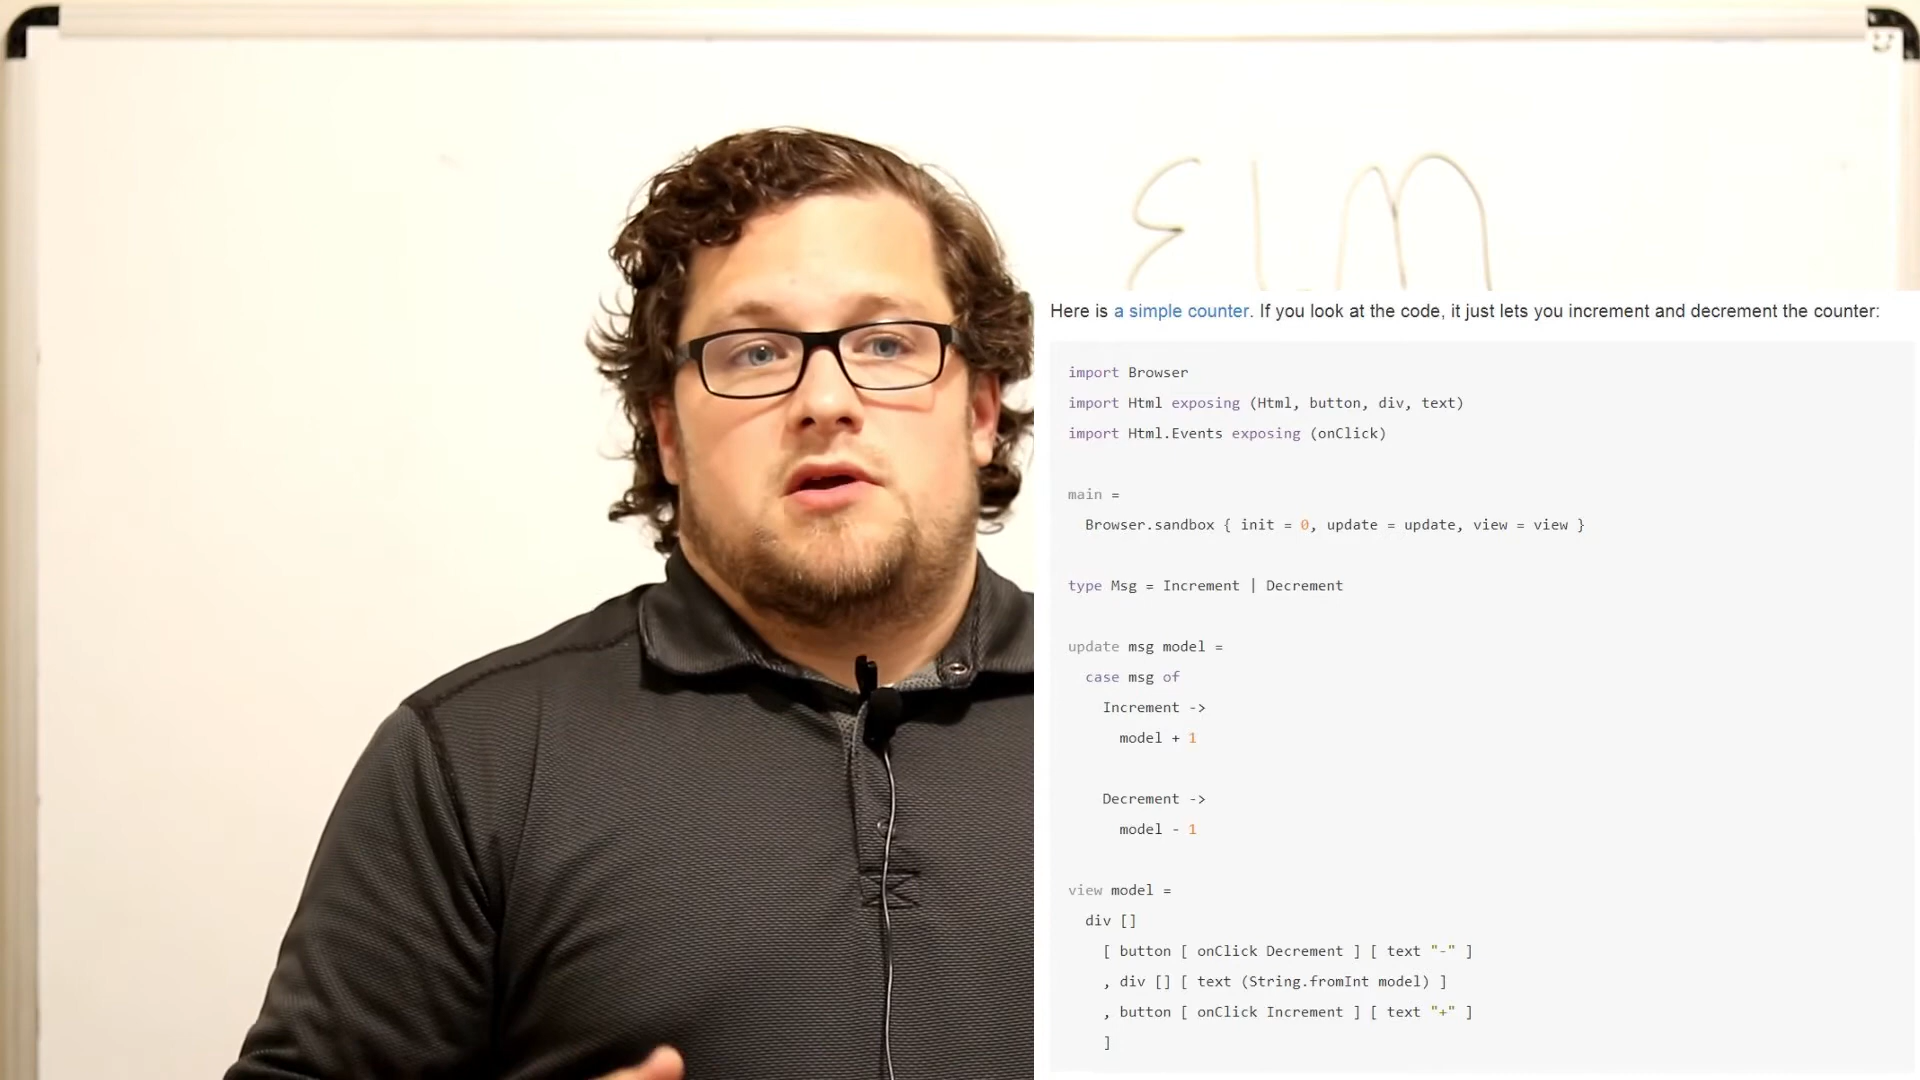 Elm
Here is a simple counter. If you look at the code, it just lets you increment and decrement the counter:
import Browser
import Html exposing (Html, button, div, text)
import Html.Events exposing (onClick)
main =
  Browser.sandbox { init = 0, update = update, view = view }
type Msg = Increment | Decrement
update msg model =
  case msg of
    Increment ->
      model + 1
    Decrement ->
      model - 1
view model =
  div []
    [ button [ onClick Decrement ] [ text "-" ]
    , div [] [ text (String.fromInt model) ]
    , button [ onClick Increment ] [ text "+" ]
    ]